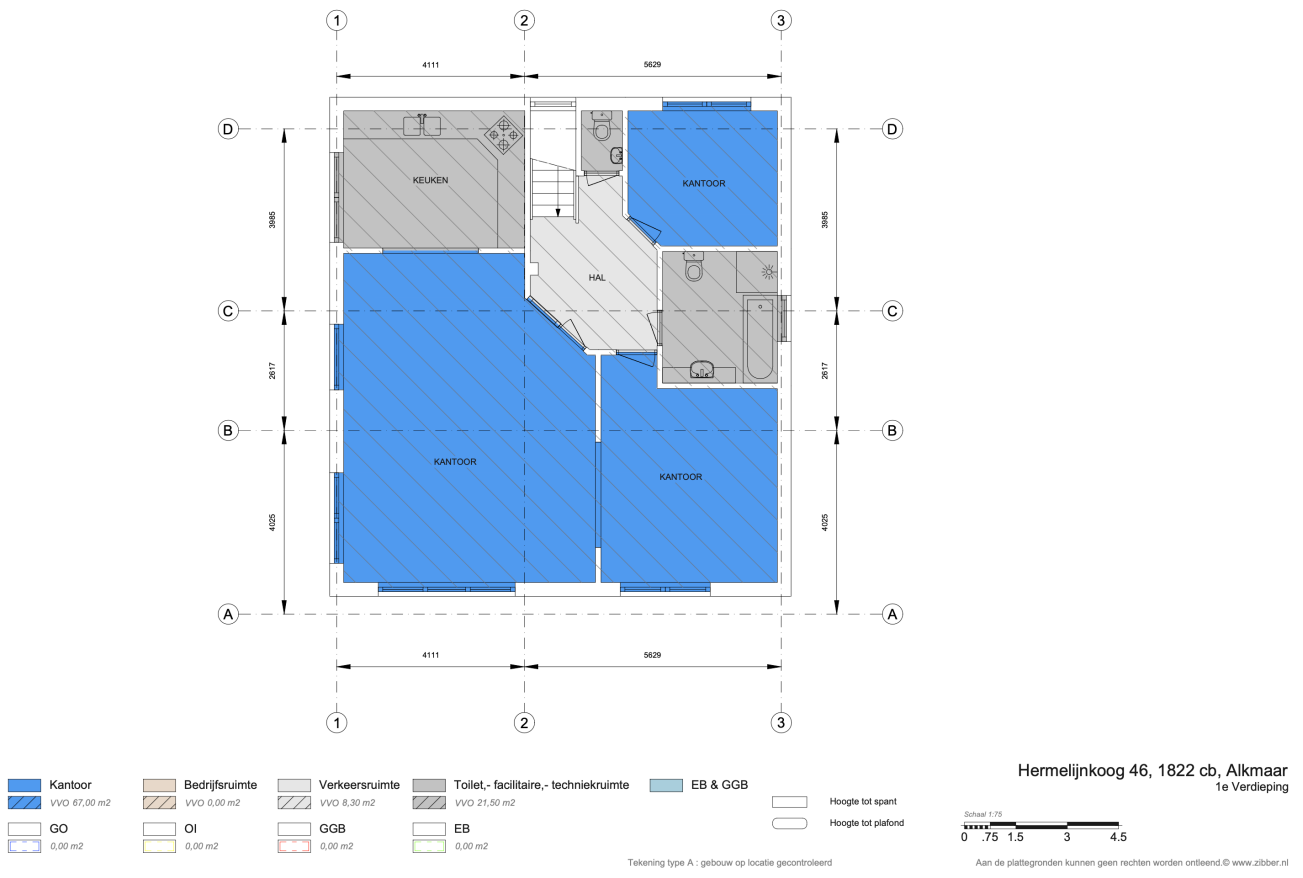 1 2 3
4111 5629
D D
KEUKEN
KANTOOR
3985 3985
HAL
C C
2617 2617
B B
KANTOOR
KANTOOR
4025 4025
A A
4111 5629
1 2 3
Kantoor Bedrijfsruimte Verkeersruimte Toilet,- facilitaire,- techniekruimte EB & GGB
VVO 67,00 m2 VVO 0,00 m2 VVO 8,30 m2 VVO 21,50 m2
GO OI GGB EB
0,00 m2 0,00 m2 0,00 m2 0,00 m2
Hoogte tot spant
Hoogte tot plafond
Hermelijnkoog 46, 1822 cb, Alkmaar
1e Verdieping
Schaal 1:75
0 .75 1.5 3 4.5
Tekening type A : gebouw op locatie gecontroleerd
Aan de plattegronden kunnen geen rechten worden ontleend.© www.zibber.nl